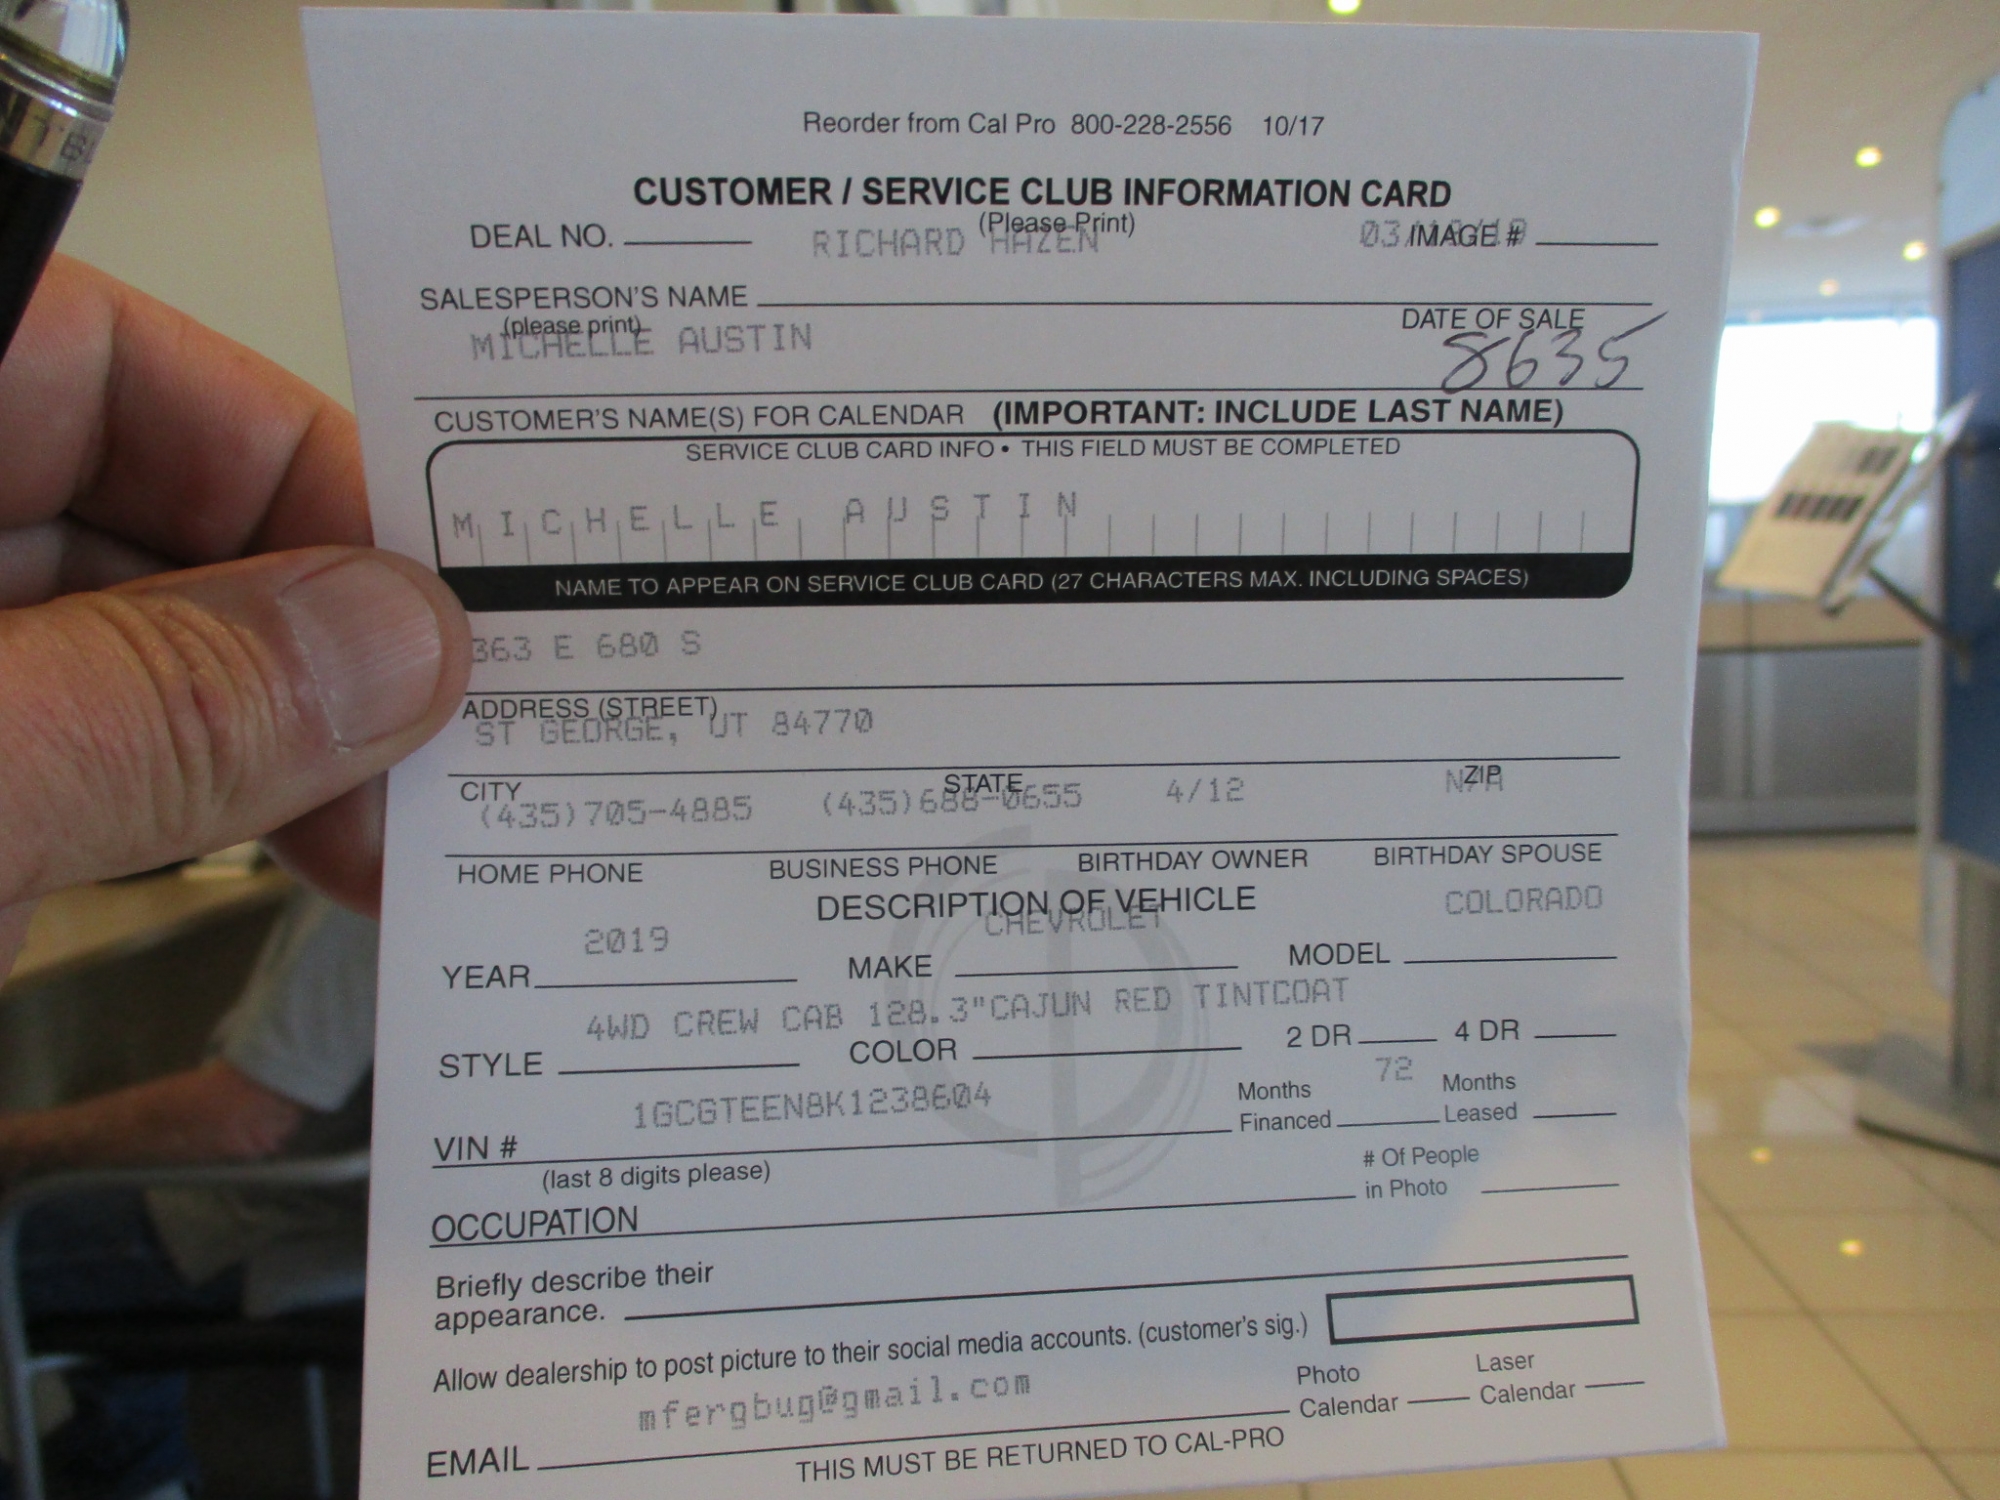 Reorder from Cal Pro 800-228-2556 10/17
CUSTOMER / SERVICE CLUB INFORMATION CARD
(Please Print)
DEAL NO. RICHARD HAZEN IMAGE #
SALESPERSON'S NAME
(please print) DATE OF SALE
MICHELLE AUSTIN 8635
CUSTOMER'S NAME(S) FOR CALENDAR (IMPORTANT: INCLUDE LAST NAME)
SERVICE CLUB CARD INFO • THIS FIELD MUST BE COMPLETED
MICHELLE AUSTIN
NAME TO APPEAR ON SERVICE CLUB CARD (27 CHARACTERS MAX. INCLUDING SPACES)
363 E 680 S
ADDRESS (STREET)
ST GEORGE, UT 84770
CITY STATE ZIP
(435)705-4885 (435)688-0655 4/12 N/A
HOME PHONE BUSINESS PHONE BIRTHDAY OWNER BIRTHDAY SPOUSE
DESCRIPTION OF VEHICLE
2019 CHEVROLET COLORADO
YEAR MAKE MODEL
4WD CREW CAB 128.3"CAJUN RED TINTCOAT
STYLE COLOR 2 DR 4 DR
1GCGTEEN8K1238604 72
VIN # Months Financed Months Leased
(last 8 digits please)
# Of People in Photo
OCCUPATION
Briefly describe their
appearance.
Allow dealership to post picture to their social media accounts. (customer's sig.)
mfergbug@gmail.com
EMAIL Photo Calendar Laser Calendar
THIS MUST BE RETURNED TO CAL-PRO